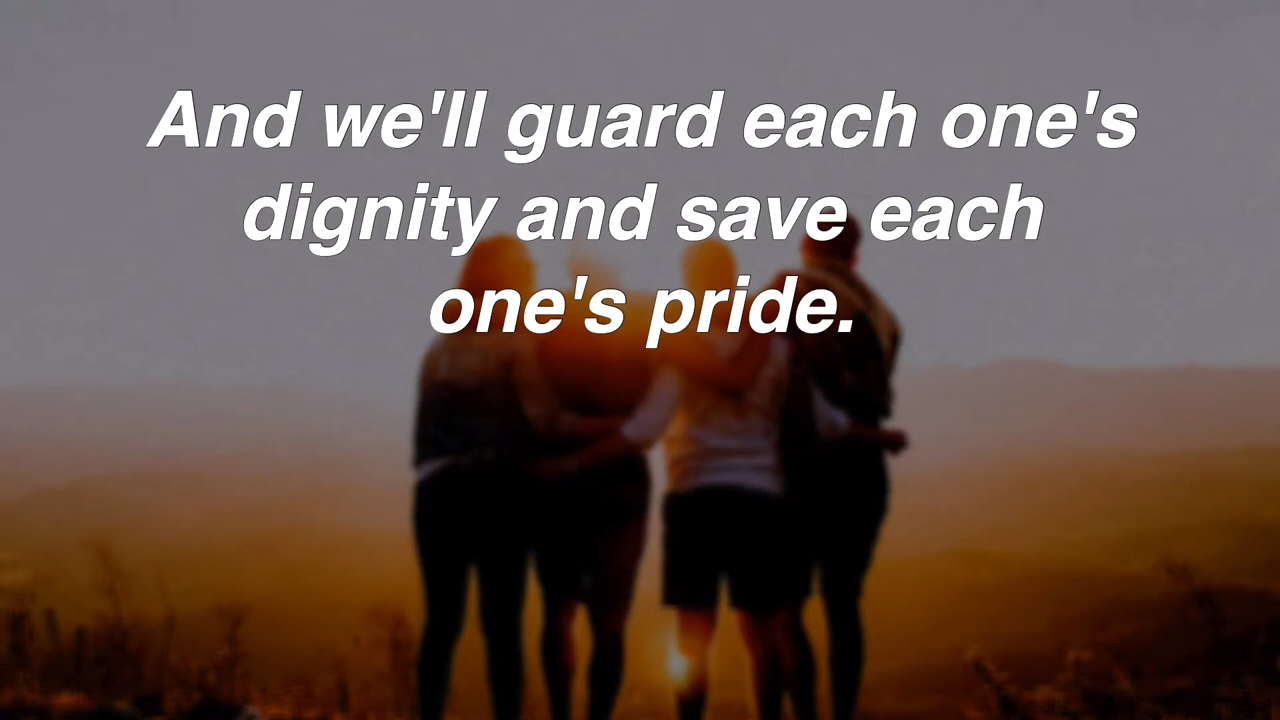 And we'll guard each one's
dignity and save each
one's pride.